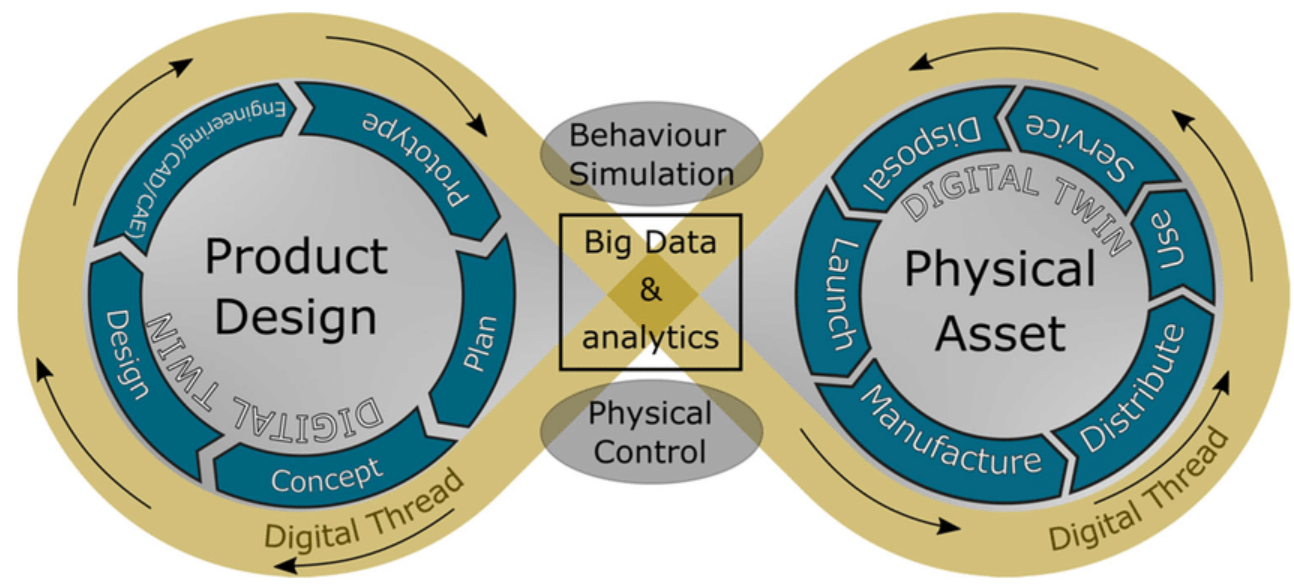 Engineering(CAD/CAE)
Prototype
Plan
Concept
Design
Product
Design
DIGITAL TWIN
Digital Thread
Behaviour
Simulation
Big Data
&
analytics
Physical
Control
Disposal
Service
Use
Distribute
Manufacture
Launch
DIGITAL TWIN
Physical
Asset
Digital Thread